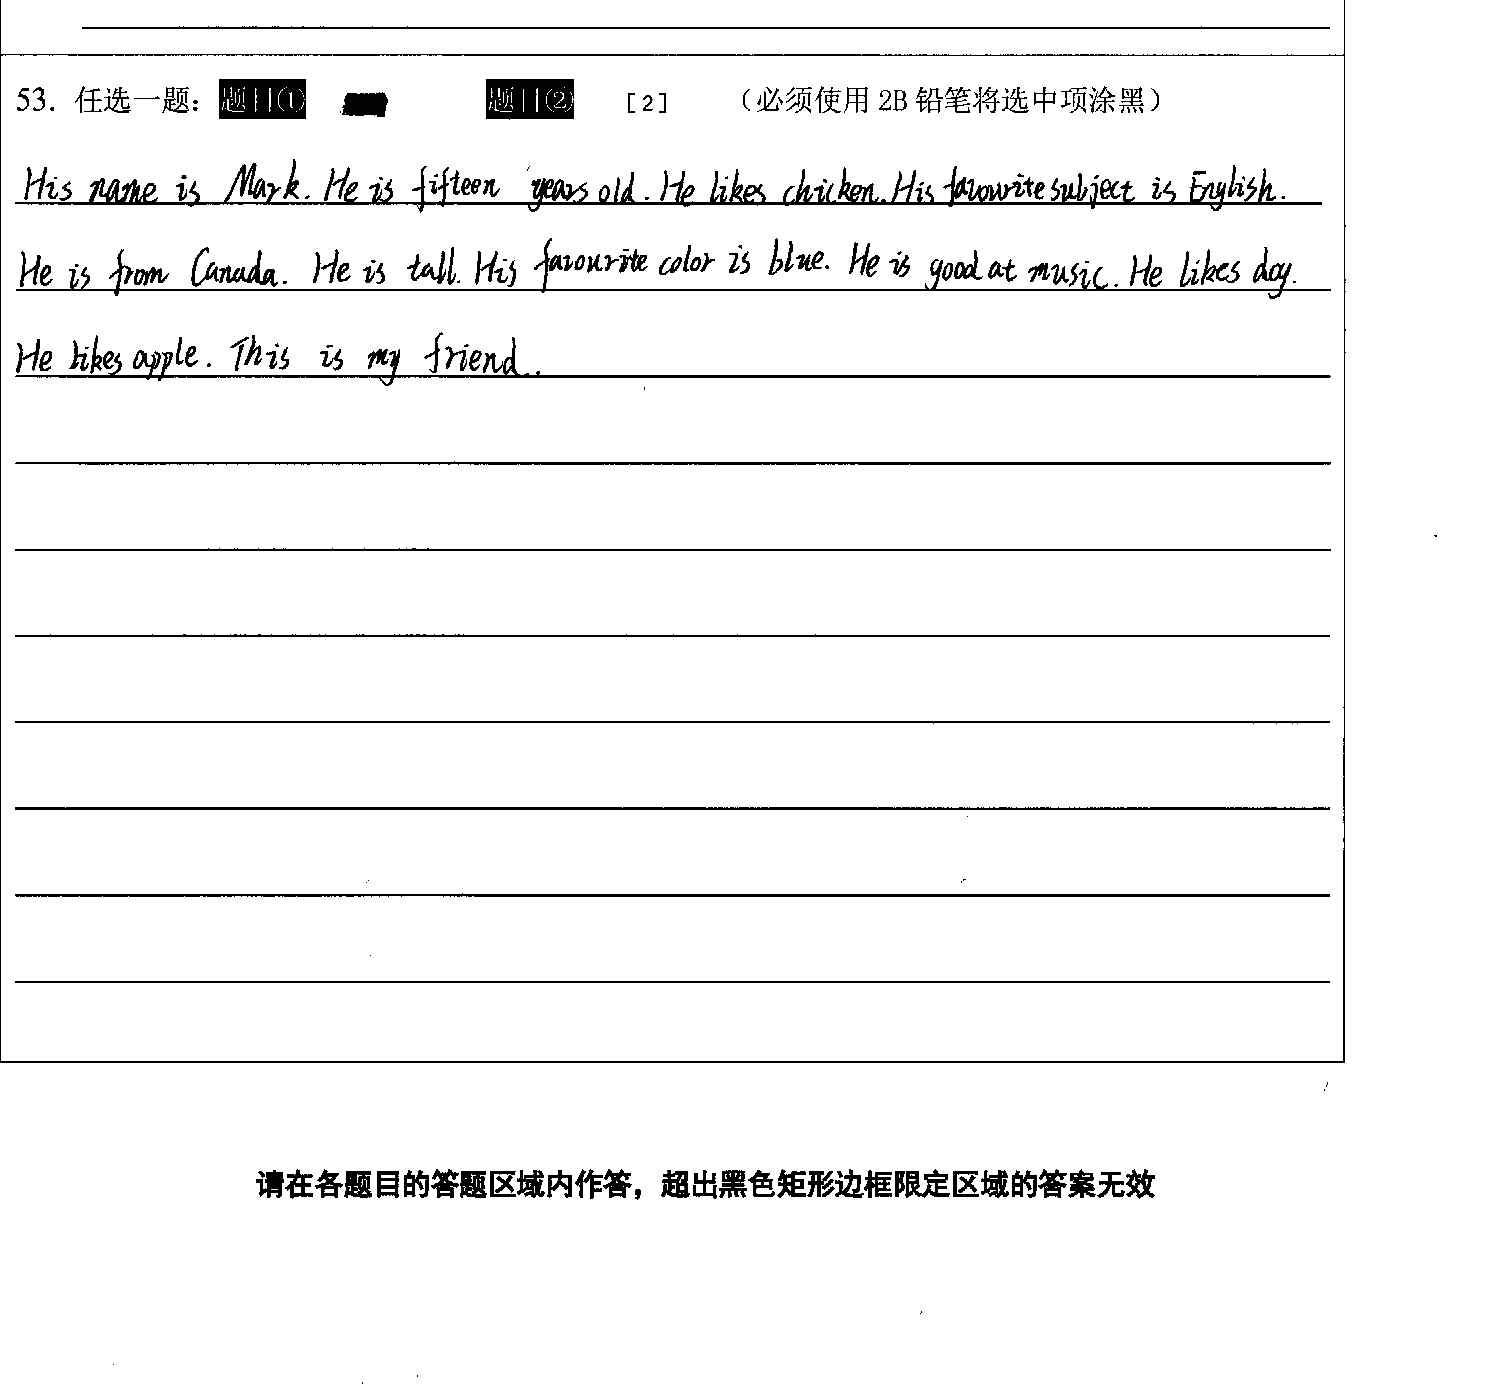 53. 任选一题： 题目① 题目② [2] （必须使用 2B 铅笔将选中项涂黑）
His name is Mark. He is fifteen years old. He likes chicken. His favourite subject is English.
He is from Canada. He is tall. His favourite color is blue. He is good at music. He likes dog.
He likes apple. This is my friend.
请在各题目的答题区域内作答，超出黑色矩形边框限定区域的答案无效